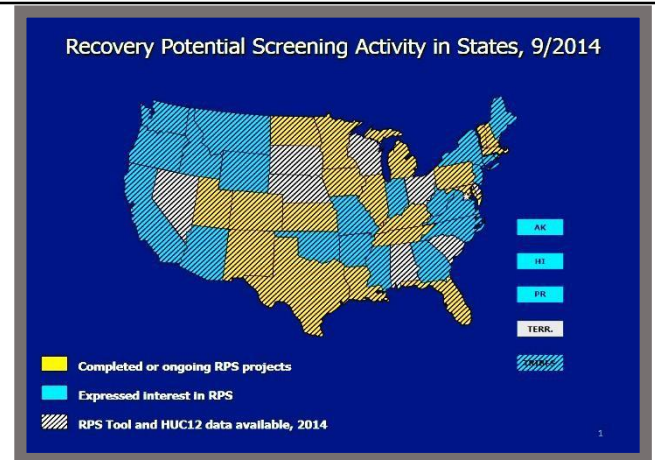 Recovery Potential Screening Activity in States, 9/2014
AK
HI
PR
TERR.
Completed or ongoing RPS projects
Expressed interest in RPS
RPS Tool and HUC12 data available, 2014
1